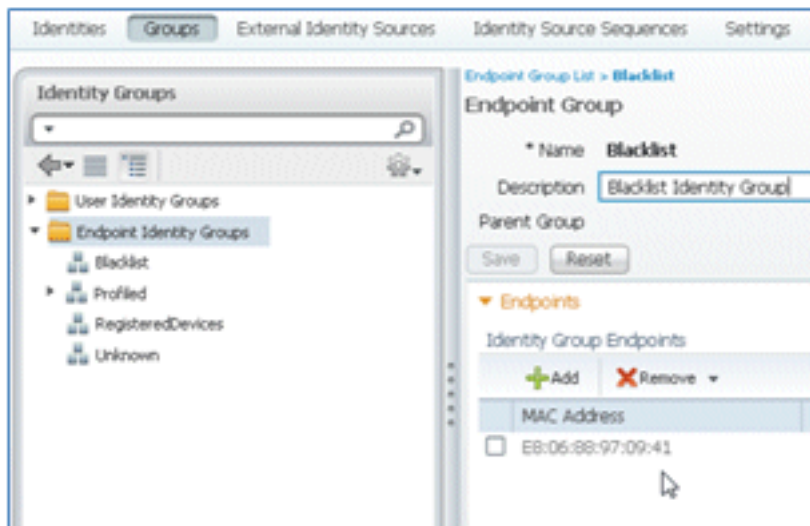 Identities Groups External Identity Sources Identity Source Sequences Settings
Identity Groups
User Identity Groups
Endpoint Identity Groups
Blacklist
Profiled
RegisteredDevices
Unknown
Endpoint Group List > Blacklist
Endpoint Group
* Name Blacklist
Description Blacklist Identity Group
Parent Group
Save Reset
Endpoints
Identity Group Endpoints
Add Remove
MAC Address
E8:06:88:97:09:41